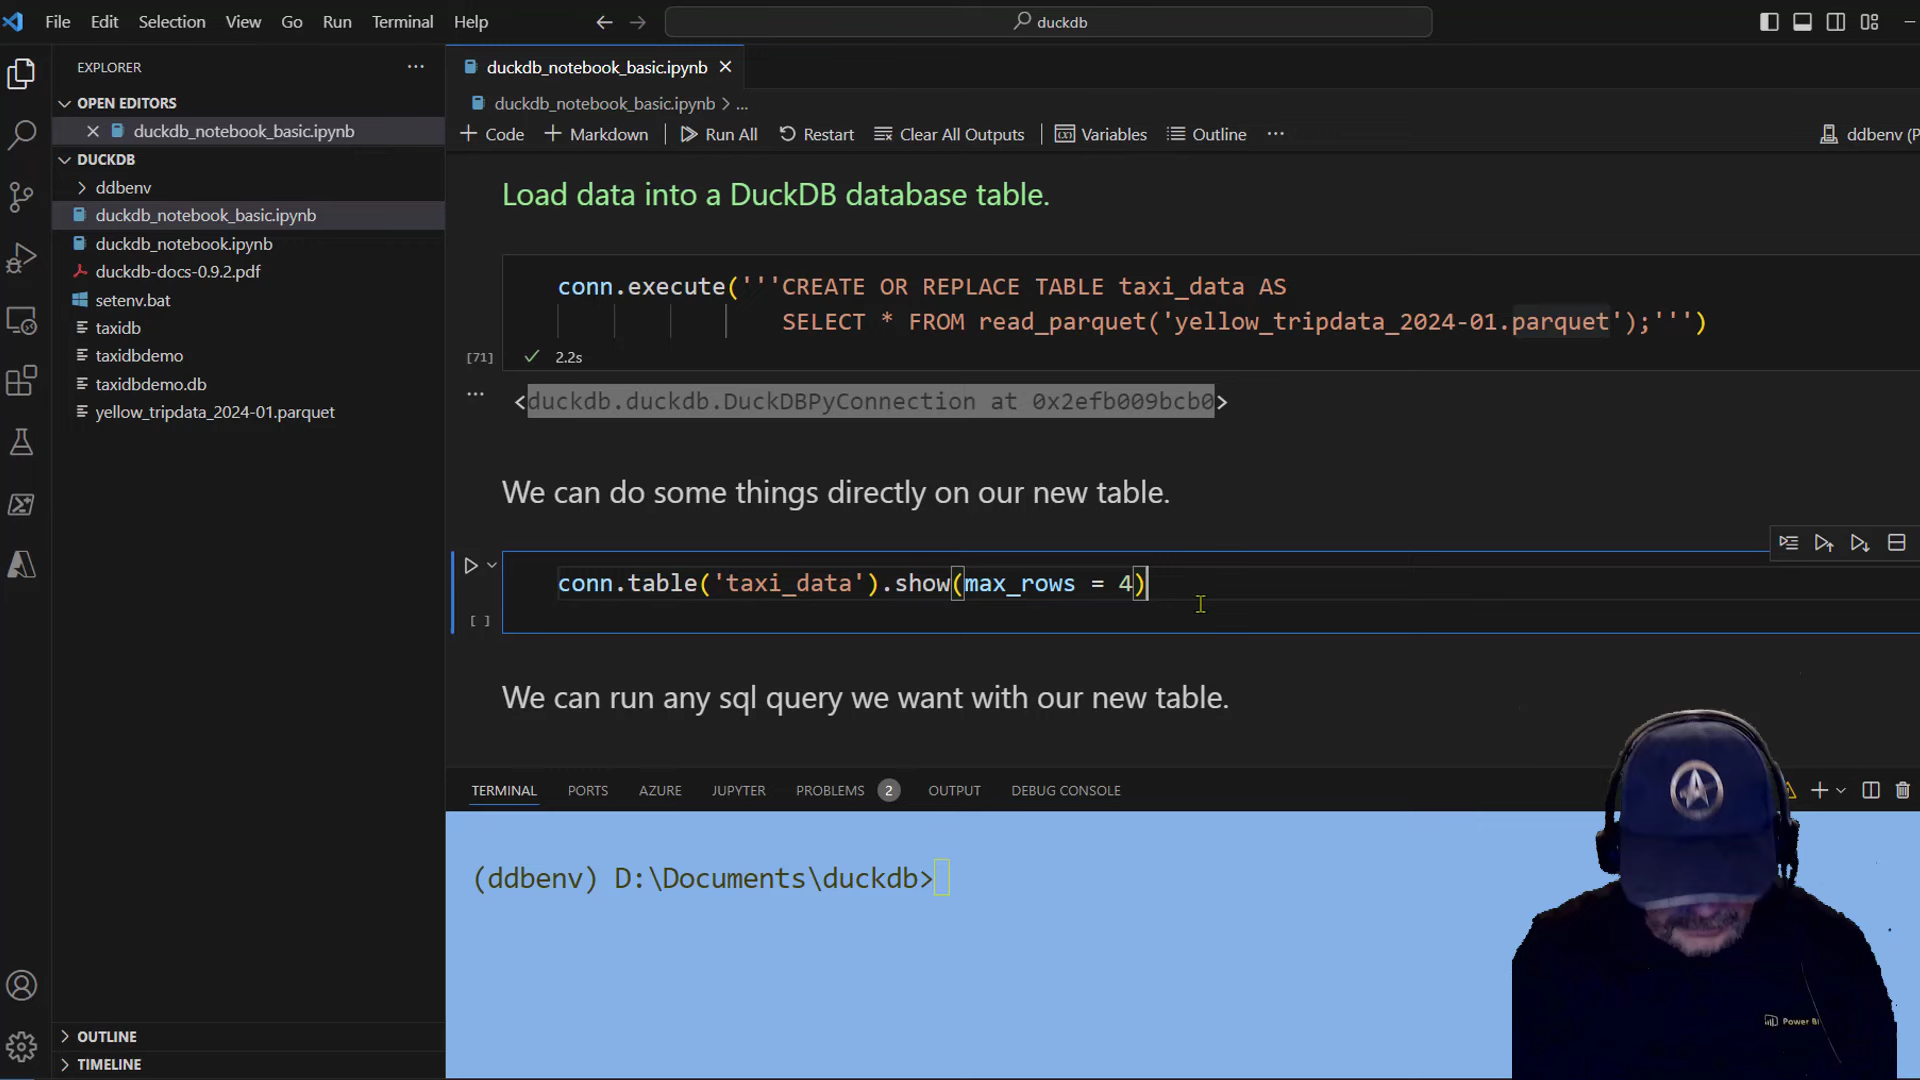 File Edit Selection View Go Run Terminal Help
duckdb
EXPLORER
OPEN EDITORS
duckdb_notebook_basic.ipynb
DUCKDB
ddbenv
duckdb_notebook_basic.ipynb
duckdb_notebook.ipynb
duckdb-docs-0.9.2.pdf
setenv.bat
taxidb
taxidbdemo
taxidbdemo.db
yellow_tripdata_2024-01.parquet
OUTLINE
TIMELINE
duckdb_notebook_basic.ipynb
duckdb_notebook_basic.ipynb > ...
+ Code + Markdown Run All Restart Clear All Outputs Variables Outline ...
ddbenv (P
Load data into a DuckDB database table.
conn.execute('''CREATE OR REPLACE TABLE taxi_data AS
SELECT * FROM read_parquet('yellow_tripdata_2024-01.parquet');''')
[71] 2.2s
<duckdb.duckdb.DuckDBPyConnection at 0x2efb009bcb0>
We can do some things directly on our new table.
conn.table('taxi_data').show(max_rows = 4)
[ ]
We can run any sql query we want with our new table.
TERMINAL PORTS AZURE JUPYTER PROBLEMS 2 OUTPUT DEBUG CONSOLE
(ddbenv) D:\Documents\duckdb>